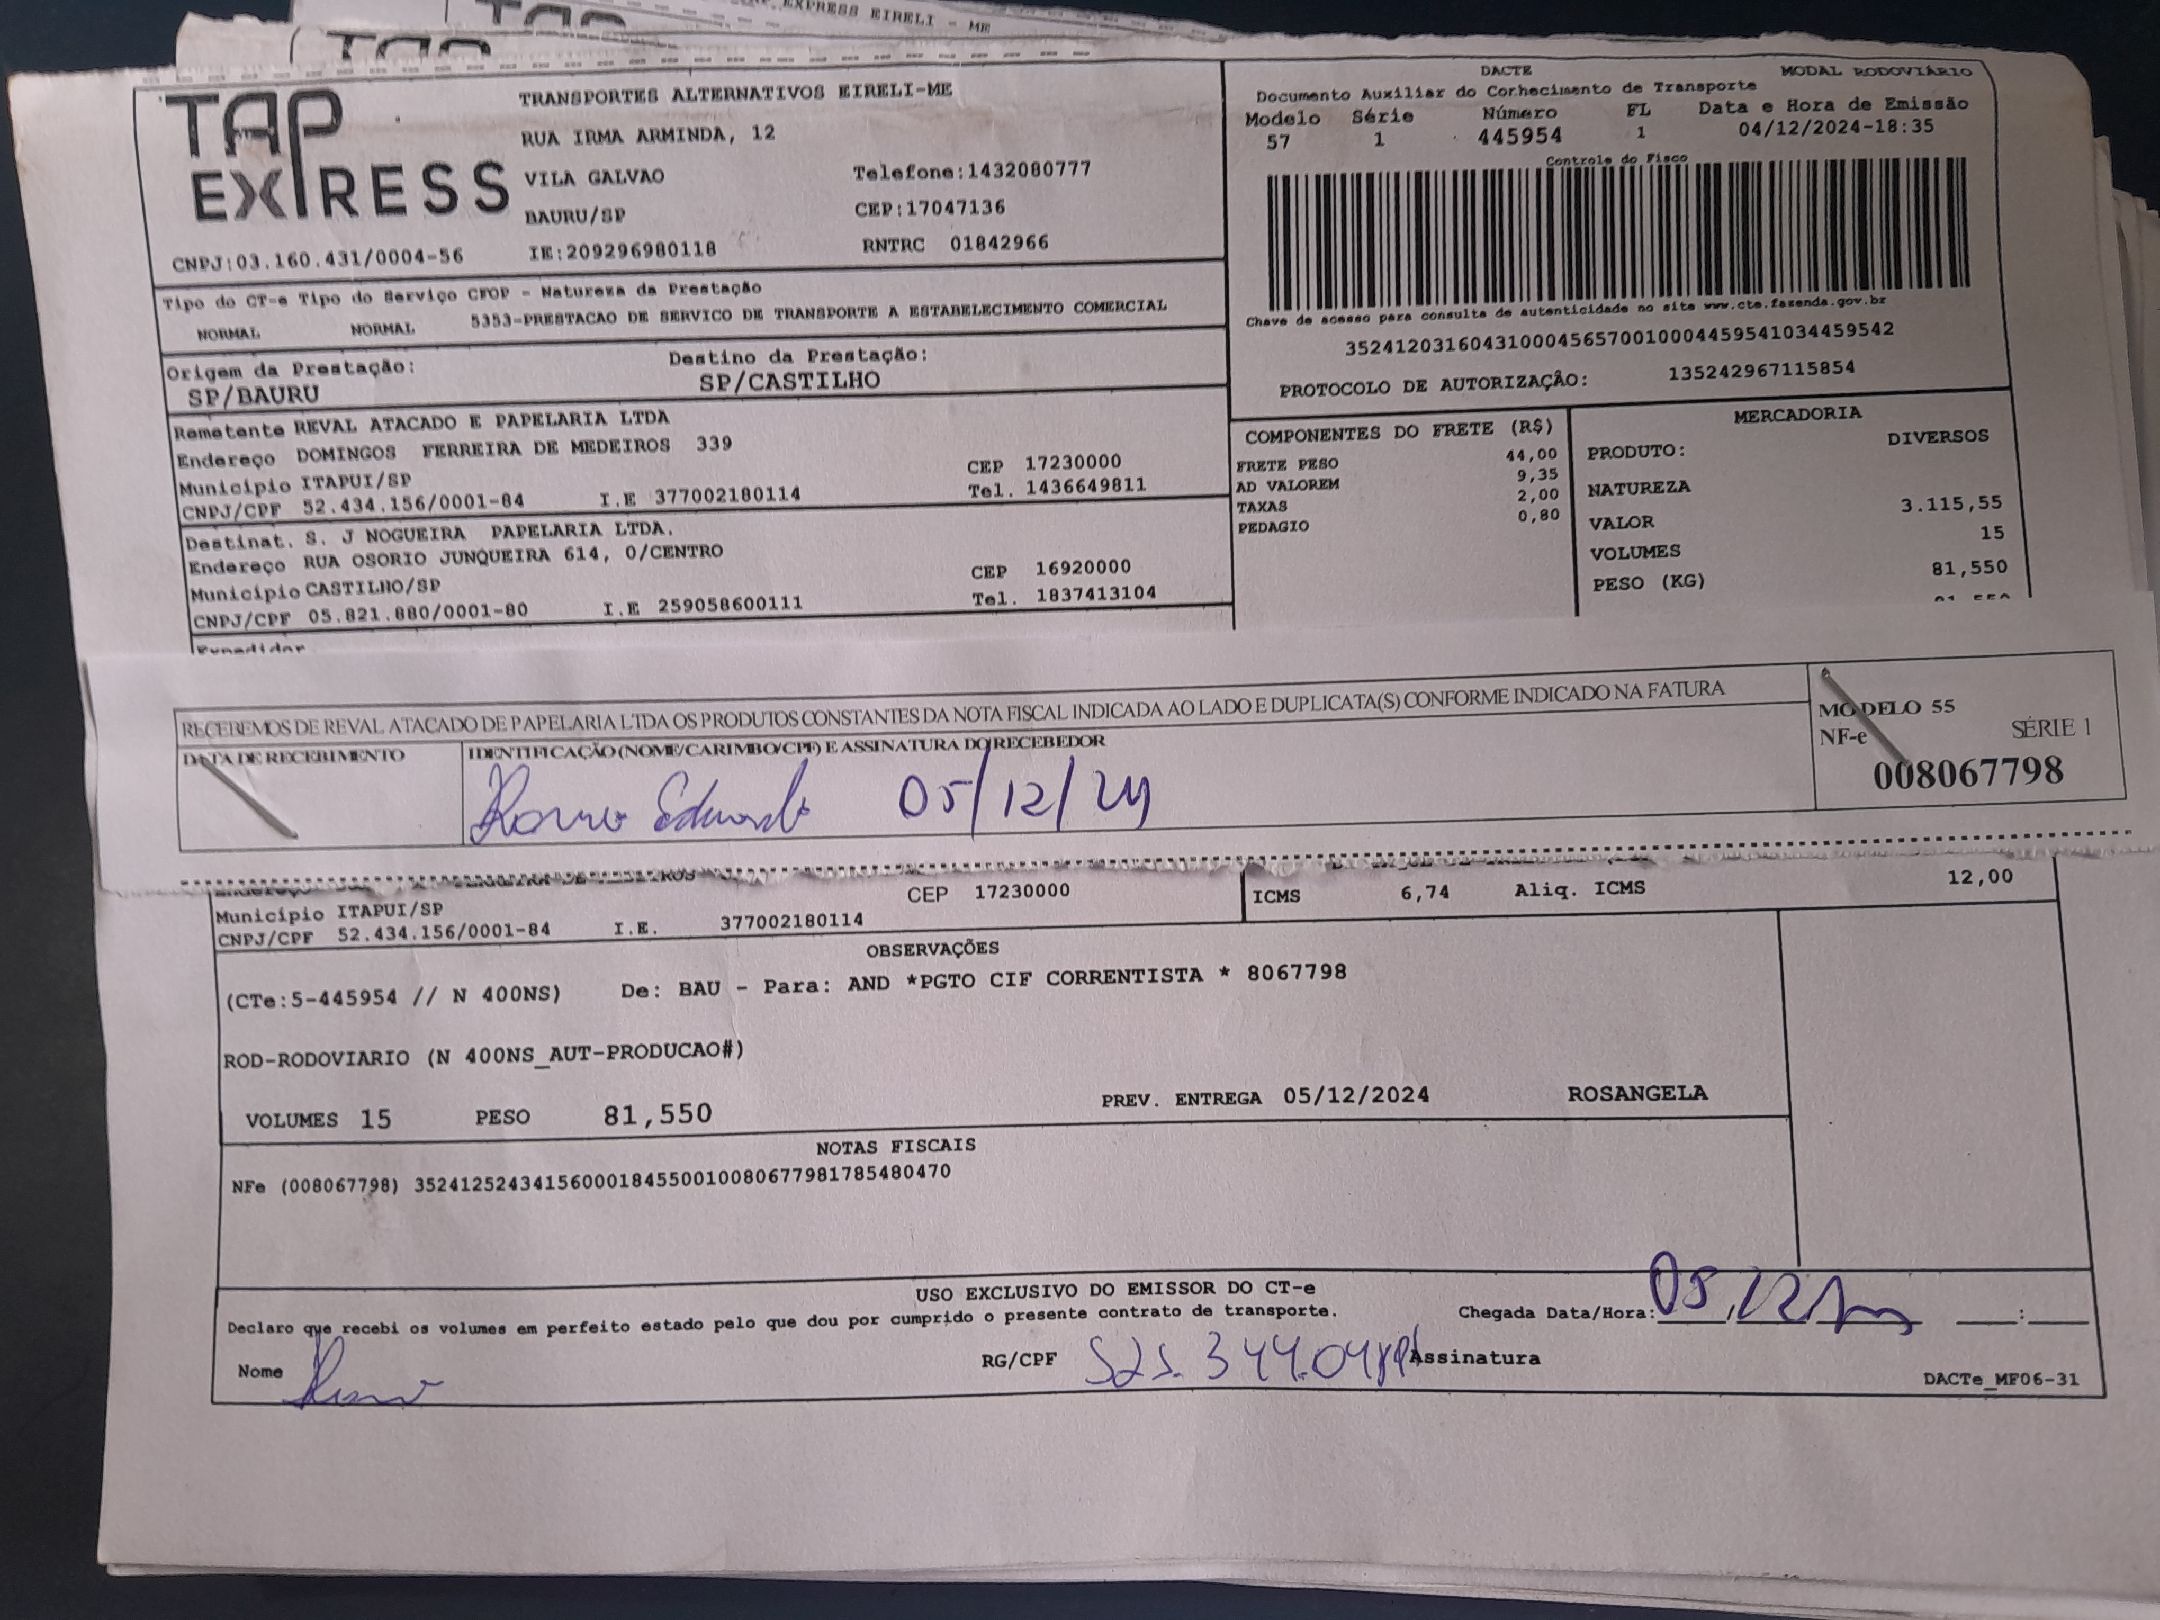 EXPRESS EIRELI - ME
TAP EXPRESS
TRANSPORTES ALTERNATIVOS EIRELI-ME
RUA IRMA ARMINDA, 12
VILA GALVAO Telefone:1432080777
BAURU/SP CEP:17047136
CNPJ:03.160.431/0004-56 IE:209296980118 RNTRC 01842966
DACTE MODAL RODOVIÁRIO
Documento Auxiliar do Conhecimento de Transporte
Modelo Série Número FL Data e Hora de Emissão
57 1 445954 1 04/12/2024-18:35
Controle do Fisco
Chave de acesso para consulta de autenticidade no site www.cte.fazenda.gov.br
35241203160431000456570010004459541034459542
PROTOCOLO DE AUTORIZAÇÃO: 135242967115854
Tipo do CT-e Tipo do Serviço CFOP - Natureza da Prestação
NORMAL NORMAL 5353-PRESTACAO DE SERVICO DE TRANSPORTE A ESTABELECIMENTO COMERCIAL
Origem da Prestação: Destino da Prestação:
SP/BAURU SP/CASTILHO
Remetente REVAL ATACADO E PAPELARIA LTDA
Endereço DOMINGOS FERREIRA DE MEDEIROS 339
Município ITAPUI/SP CEP 17230000
CNPJ/CPF 52.434.156/0001-84 I.E 377002180114 Tel. 1436649811
Destinat. S. J NOGUEIRA PAPELARIA LTDA.
Endereço RUA OSORIO JUNQUEIRA 614, 0/CENTRO
Município CASTILHO/SP CEP 16920000
CNPJ/CPF 05.821.880/0001-80 I.E 259058600111 Tel. 1837413104
Expedidor
COMPONENTES DO FRETE (R$)
FRETE PESO 44,00
AD VALOREM 9,35
TAXAS 2,00
PEDAGIO 0,80
MERCADORIA
PRODUTO: DIVERSOS
NATUREZA
VALOR 3.115,55
VOLUMES 15
PESO (KG) 81,550
RECEBEMOS DE REVAL ATACADO DE PAPELARIA LTDA OS PRODUTOS CONSTANTES DA NOTA FISCAL INDICADA AO LADO E DUPLICATA(S) CONFORME INDICADO NA FATURA
DATA DE RECEBIMENTO IDENTIFICAÇÃO (NOME/CARIMBO/CPF) E ASSINATURA DO RECEBEDOR
Eduardo 05/12/24
MODELO 55
NF-e SÉRIE 1
008067798
CEP 17230000
Município ITAPUI/SP
CNPJ/CPF 52.434.156/0001-84 I.E. 377002180114
ICMS 6,74 Aliq. ICMS 12,00
OBSERVAÇÕES
(CTe:5-445954 // N 400NS) De: BAU - Para: AND *PGTO CIF CORRENTISTA * 8067798
ROD-RODOVIARIO (N 400NS_AUT-PRODUCAO#)
VOLUMES 15 PESO 81,550 PREV. ENTREGA 05/12/2024 ROSANGELA
NOTAS FISCAIS
NFe (008067798) 35241252434156000184550010080677981785480470
USO EXCLUSIVO DO EMISSOR DO CT-e
Declaro que recebi os volumes em perfeito estado pelo que dou por cumprido o presente contrato de transporte. Chegada Data/Hora: 05,12 :
Nome RG/CPF Assinatura
DACTe_MF06-31